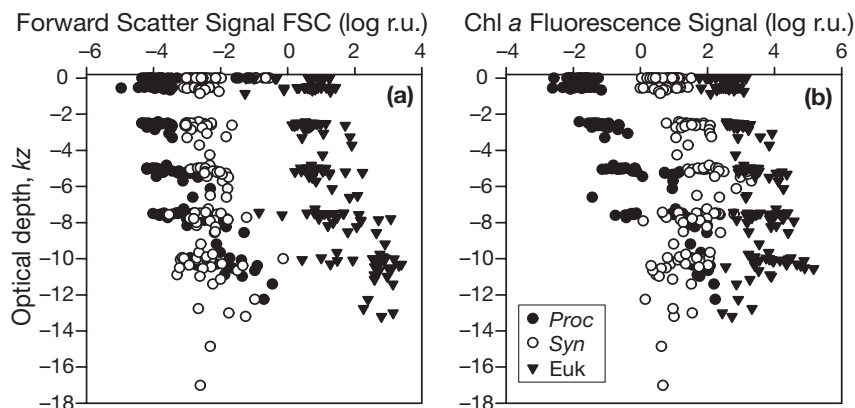 Forward Scatter Signal FSC (log r.u.)
−6 −4 −2 0 2 4
0
−2
−4
−6
−8
−10
−12
−14
−16
−18
Optical depth, kz
(a)
Chl a Fluorescence Signal (log r.u.)
−4 −2 0 2 4 6
0
−2
−4
−6
−8
−10
−12
−14
−16
−18
(b)
Proc
Syn
Euk